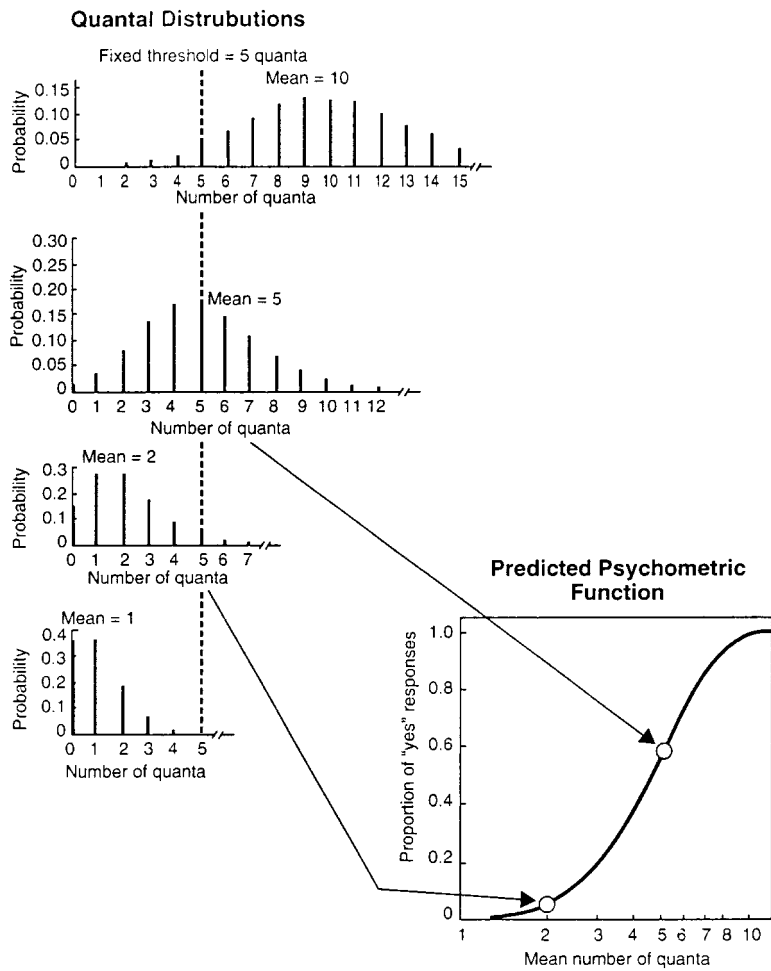 Quantal Distrubutions
Fixed threshold = 5 quanta
Mean = 10
Probability
0.15
0.10
0.05
0
0 1 2 3 4 5 6 7 8 9 10 11 12 13 14 15
Number of quanta
Mean = 5
Probability
0.30
0.25
0.20
0.15
0.10
0.05
0
0 1 2 3 4 5 6 7 8 9 10 11 12
Number of quanta
Mean = 2
Probability
0.3
0.2
0.1
0
0 1 2 3 4 5 6 7
Number of quanta
Mean = 1
Probability
0.4
0.3
0.2
0.1
0
0 1 2 3 4 5
Number of quanta
Predicted Psychometric
Function
Proportion of "yes" responses
1.0
0.8
0.6
0.4
0.2
0
1 2 3 4 5 6 7 8 10
Mean number of quanta